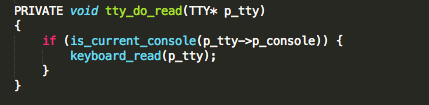 PRIVATE void tty_do_read(TTY* p_tty)
{
    if (is_current_console(p_tty->p_console)) {
        keyboard_read(p_tty);
    }
}